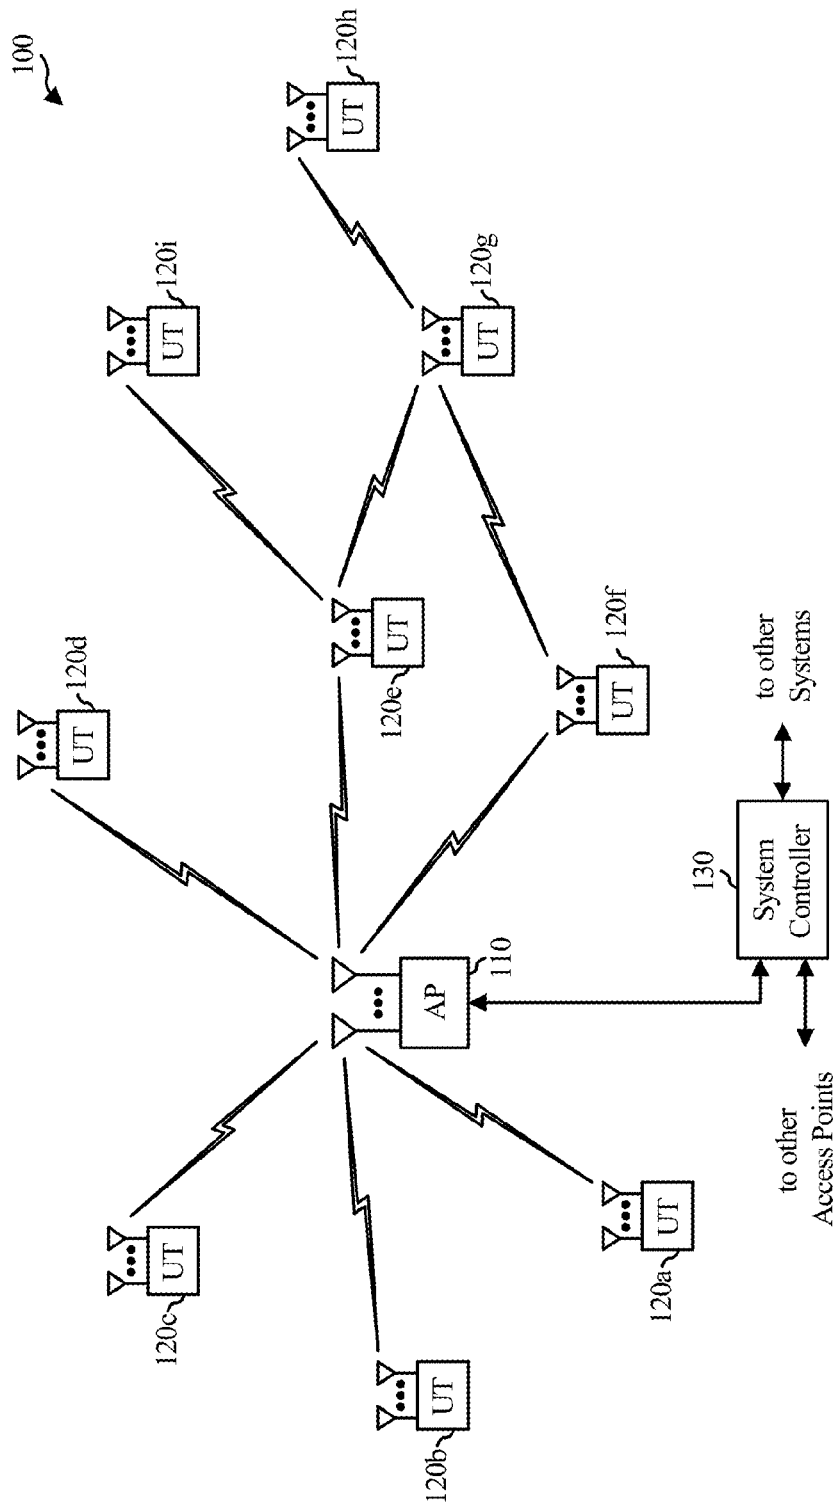 100
UT
120h
UT
120i
UT
120g
UT
120d
UT
120e
UT
120f
AP
110
UT
120c
UT
120b
UT
120a
130
System
Controller
to other
Systems
to other
Access Points